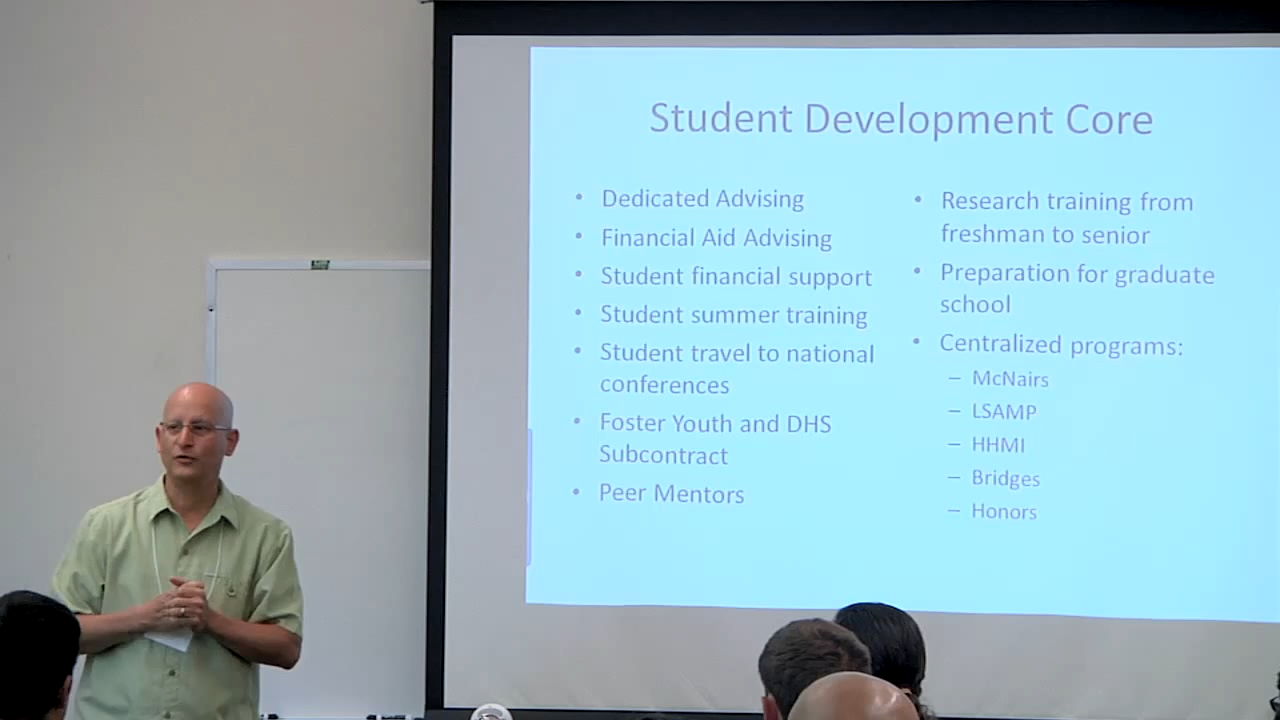 Student Development Core
• Dedicated Advising
• Financial Aid Advising
• Student financial support
• Student summer training
• Student travel to national
conferences
• Foster Youth and DHS
Subcontract
• Peer Mentors
• Research training from
freshman to senior
• Preparation for graduate
school
• Centralized programs:
– McNairs
– LSAMP
– HHMI
– Bridges
– Honors